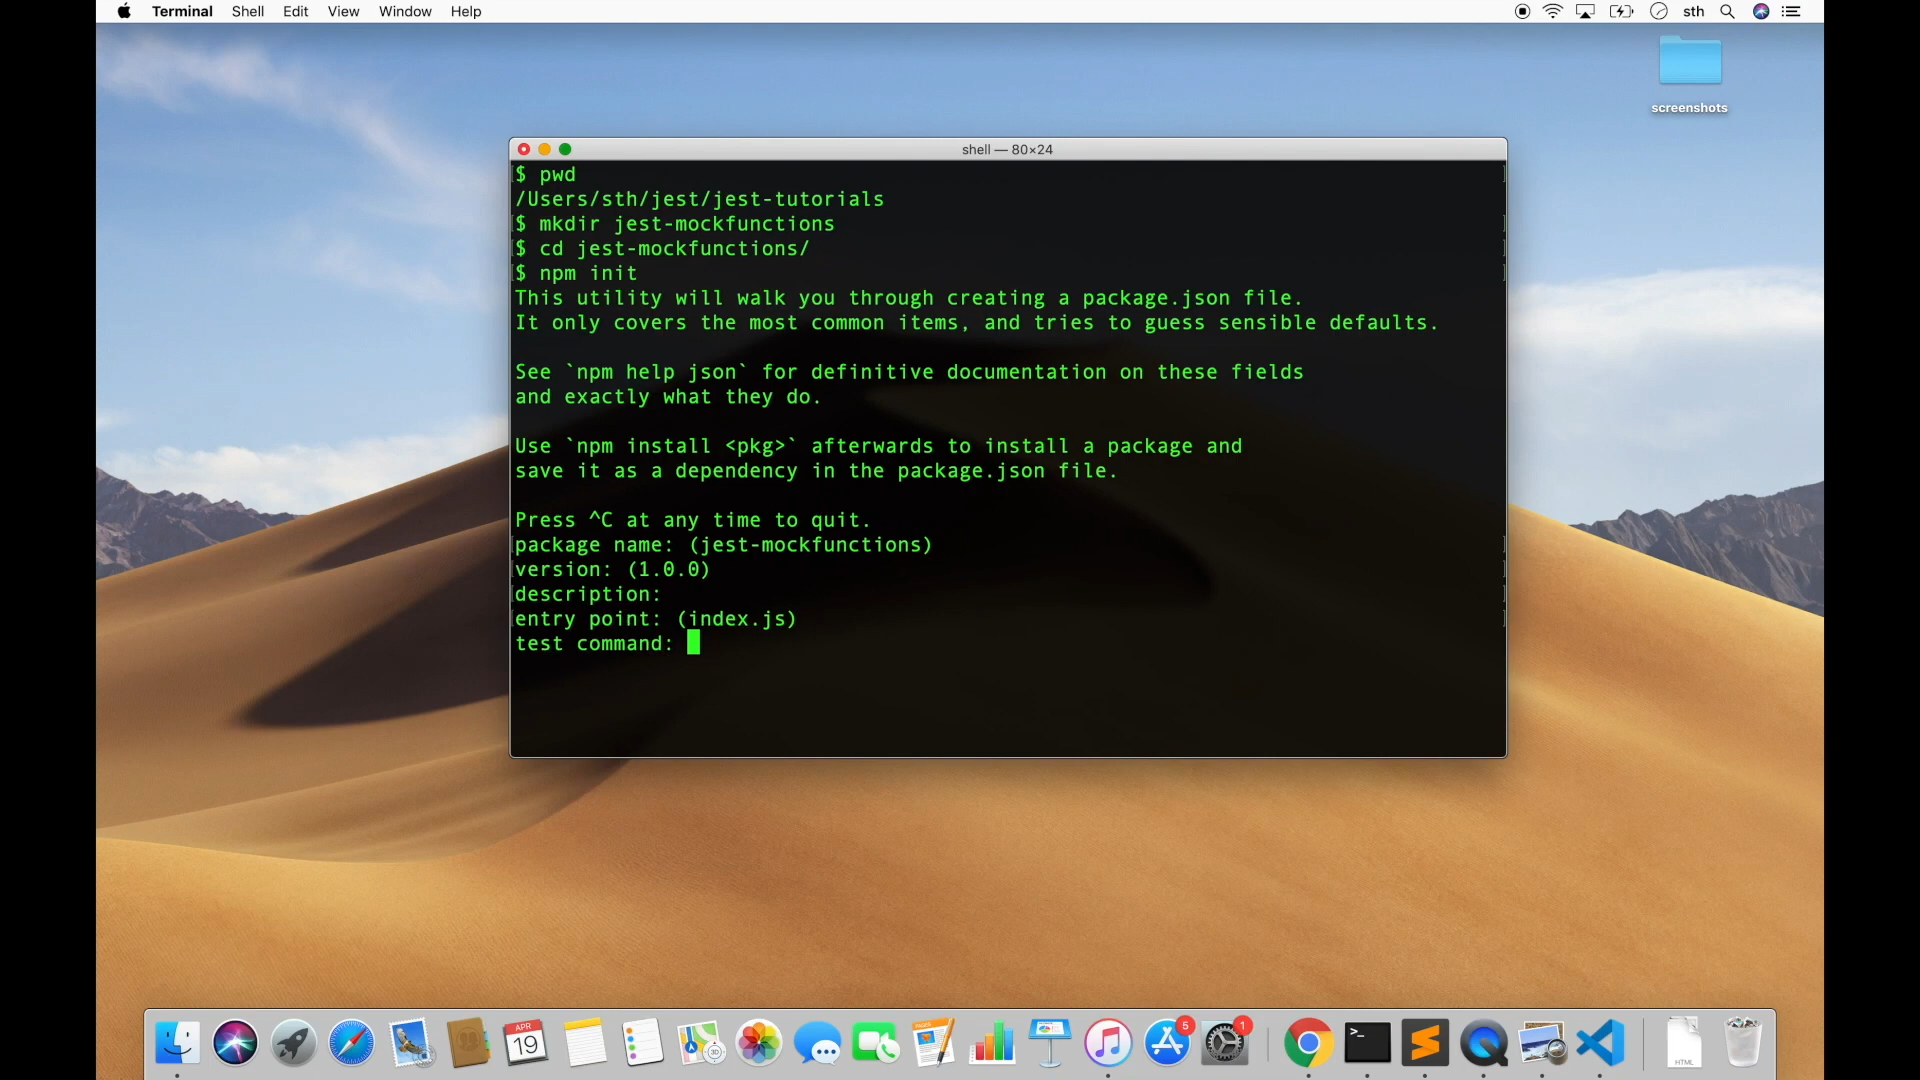 Terminal Shell Edit View Window Help sth
screenshots
shell — 80×24
$ pwd
/Users/sth/jest/jest-tutorials
$ mkdir jest-mockfunctions
$ cd jest-mockfunctions/
$ npm init
This utility will walk you through creating a package.json file.
It only covers the most common items, and tries to guess sensible defaults.
See `npm help json` for definitive documentation on these fields
and exactly what they do.
Use `npm install <pkg>` afterwards to install a package and
save it as a dependency in the package.json file.
Press ^C at any time to quit.
package name: (jest-mockfunctions)
version: (1.0.0)
description:
entry point: (index.js)
test command:
APR
19
3D
PAGES
5
1
>_
HTML